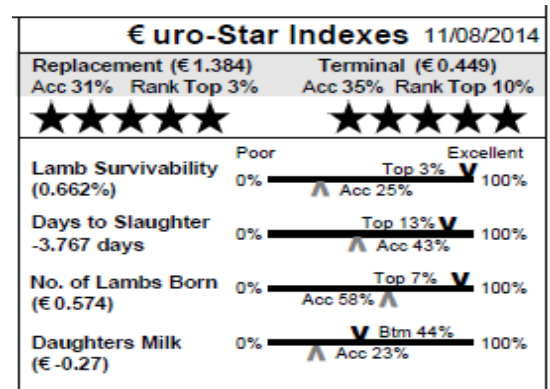 €uro-Star Indexes 11/08/2014
Replacement (€1.384) Terminal (€0.449)
Acc 31% Rank Top 3% Acc 35% Rank Top 10%
Poor Excellent
Lamb Survivability
(0.662%)
0% Top 3% 100%
Acc 25%
Days to Slaughter
-3.767 days
0% Top 13% 100%
Acc 43%
No. of Lambs Born
(€0.574)
0% Top 7% 100%
Acc 58%
Daughters Milk
(€-0.27)
0% Btm 44% 100%
Acc 23%